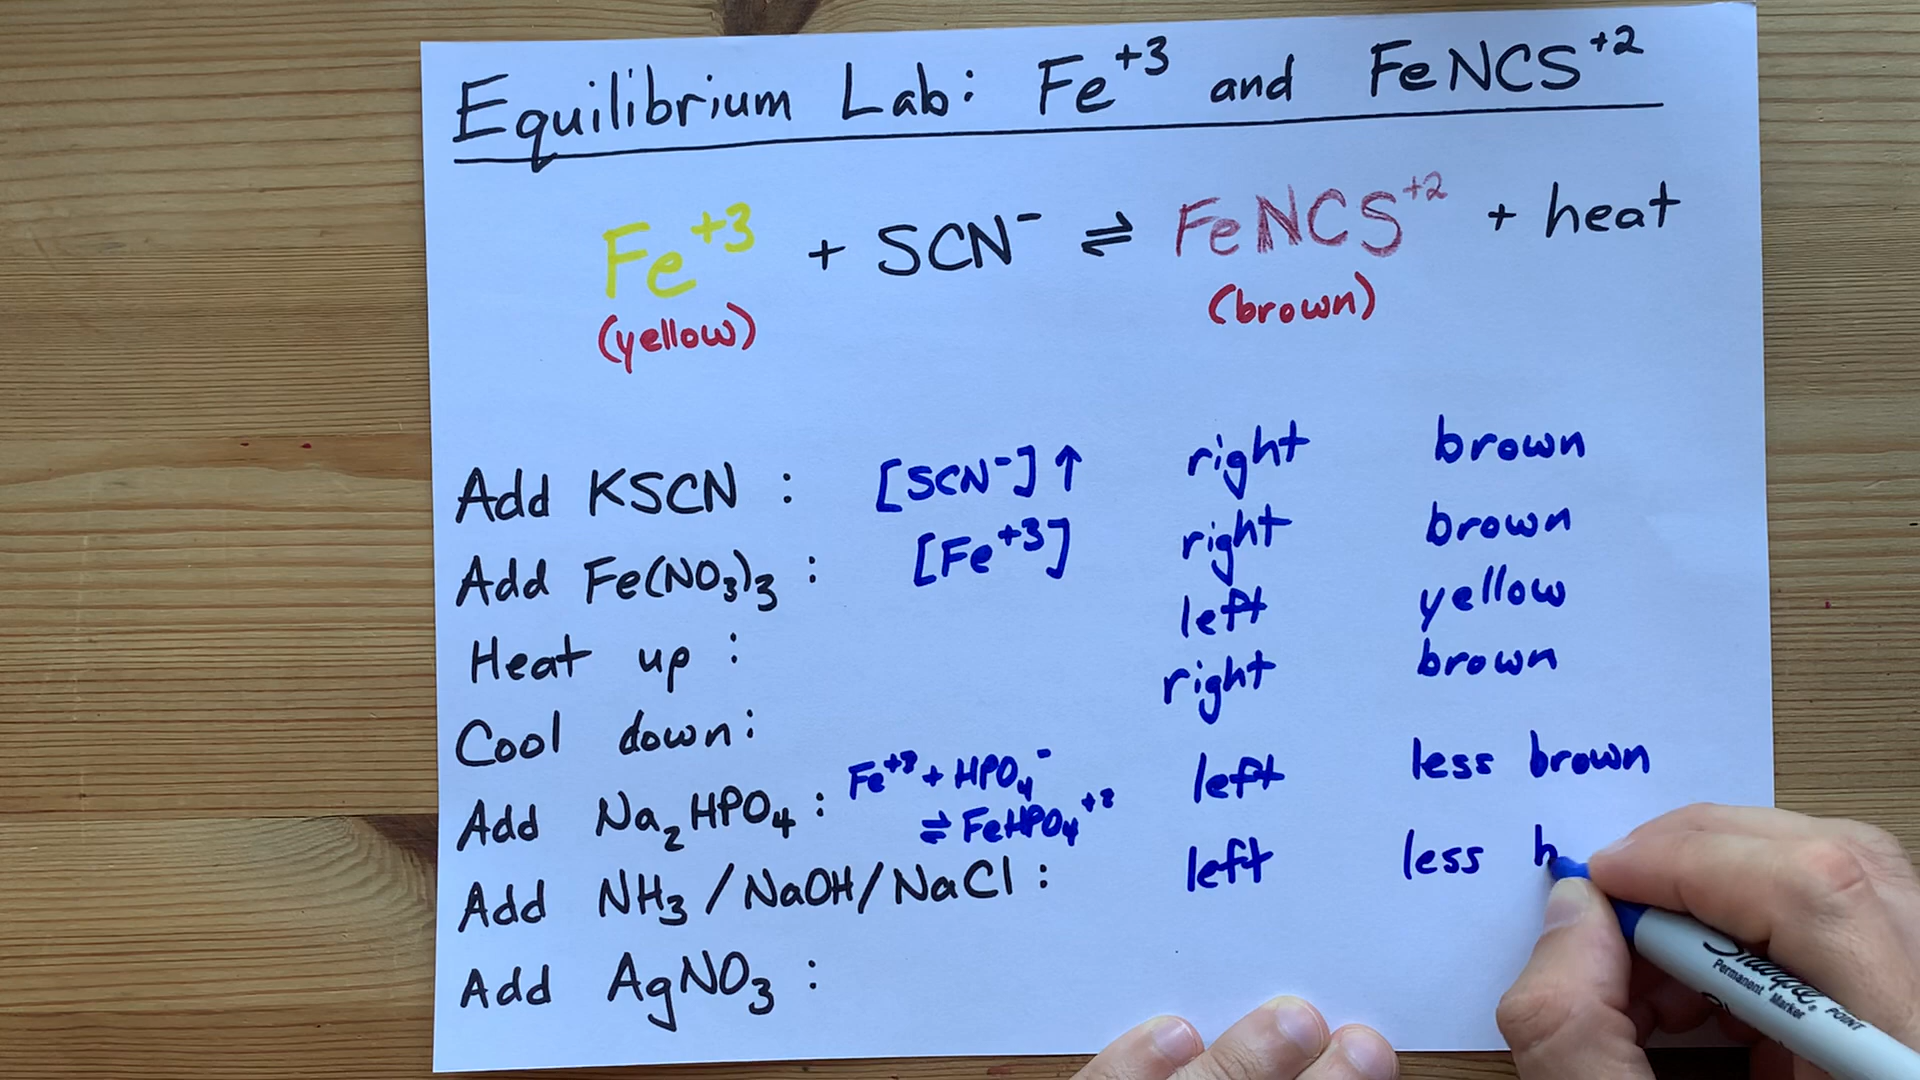 Equilibrium Lab: Fe⁺³ and FeNCS⁺²
Fe⁺³ + SCN⁻ ⇌ FeNCS⁺² + heat
(yellow) (brown)
Add KSCN : [SCN⁻]↑ right brown
Add Fe(NO₃)₃ : [Fe⁺³] right brown
Heat up : left yellow
Cool down: right brown
Add Na₂HPO₄ : Fe⁺³ + HPO₄⁻ left less brown
⇌ FeHPO₄
Add NH₃ / NaOH / NaCl : left less b
Add AgNO₃ :
Sharpie
Permanent Marker
POINT